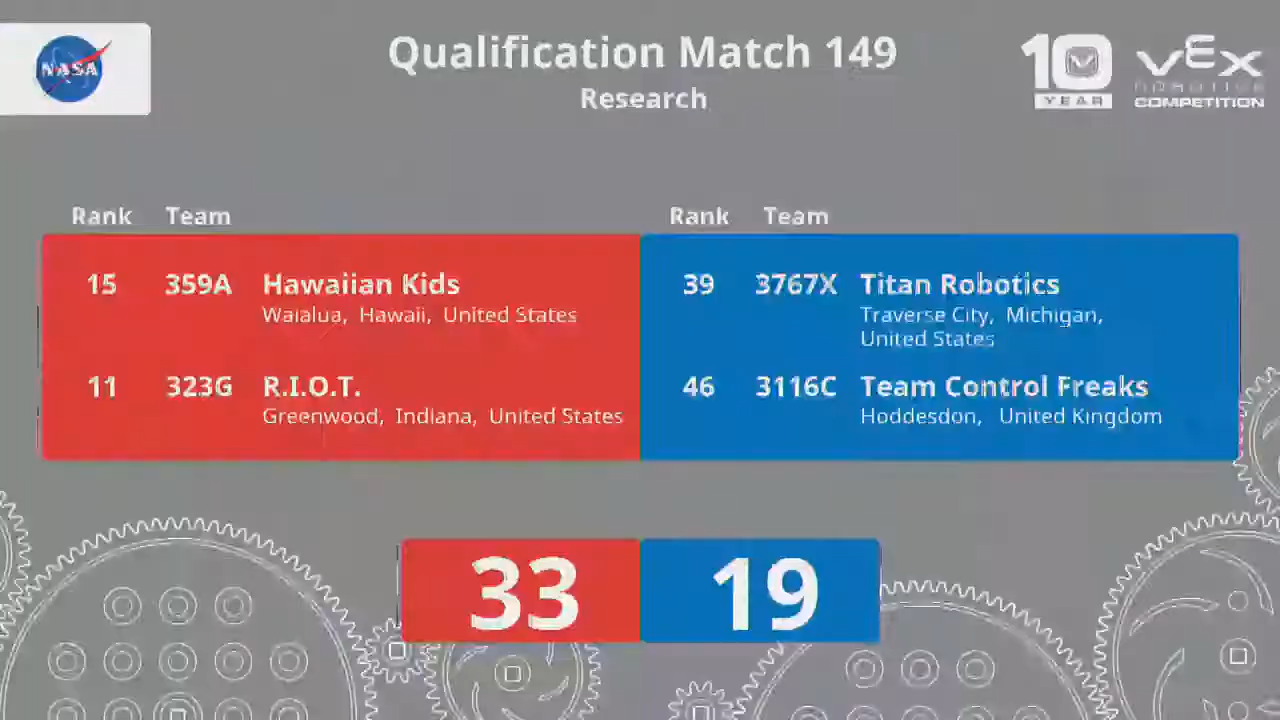 NASA
Qualification Match 149
Research
10 YEAR
VEX ROBOTICS COMPETITION
Rank Team
15 359A Hawaiian Kids
Waialua, Hawaii, United States
11 323G R.I.O.T.
Greenwood, Indiana, United States
Rank Team
39 3767X Titan Robotics
Traverse City, Michigan,
United States
46 3116C Team Control Freaks
Hoddesdon, United Kingdom
33 19